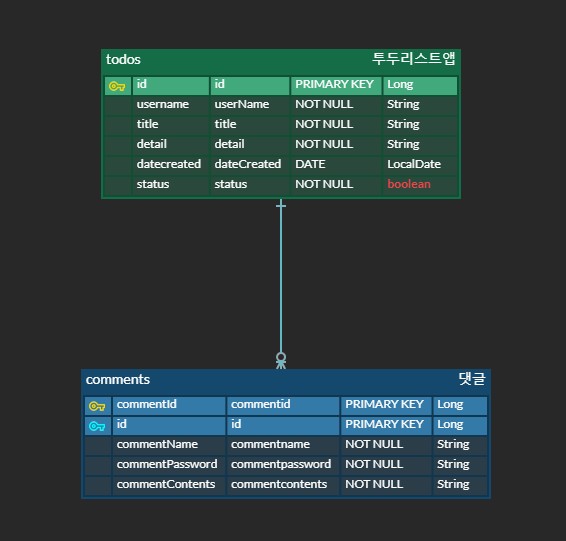 todos 투두리스트앱
id id PRIMARY KEY Long
username userName NOT NULL String
title title NOT NULL String
detail detail NOT NULL String
datecreated dateCreated DATE LocalDate
status status NOT NULL boolean
comments 댓글
commentId commentid PRIMARY KEY Long
id id PRIMARY KEY Long
commentName commentname NOT NULL String
commentPassword commentpassword NOT NULL String
commentContents commentcontents NOT NULL String